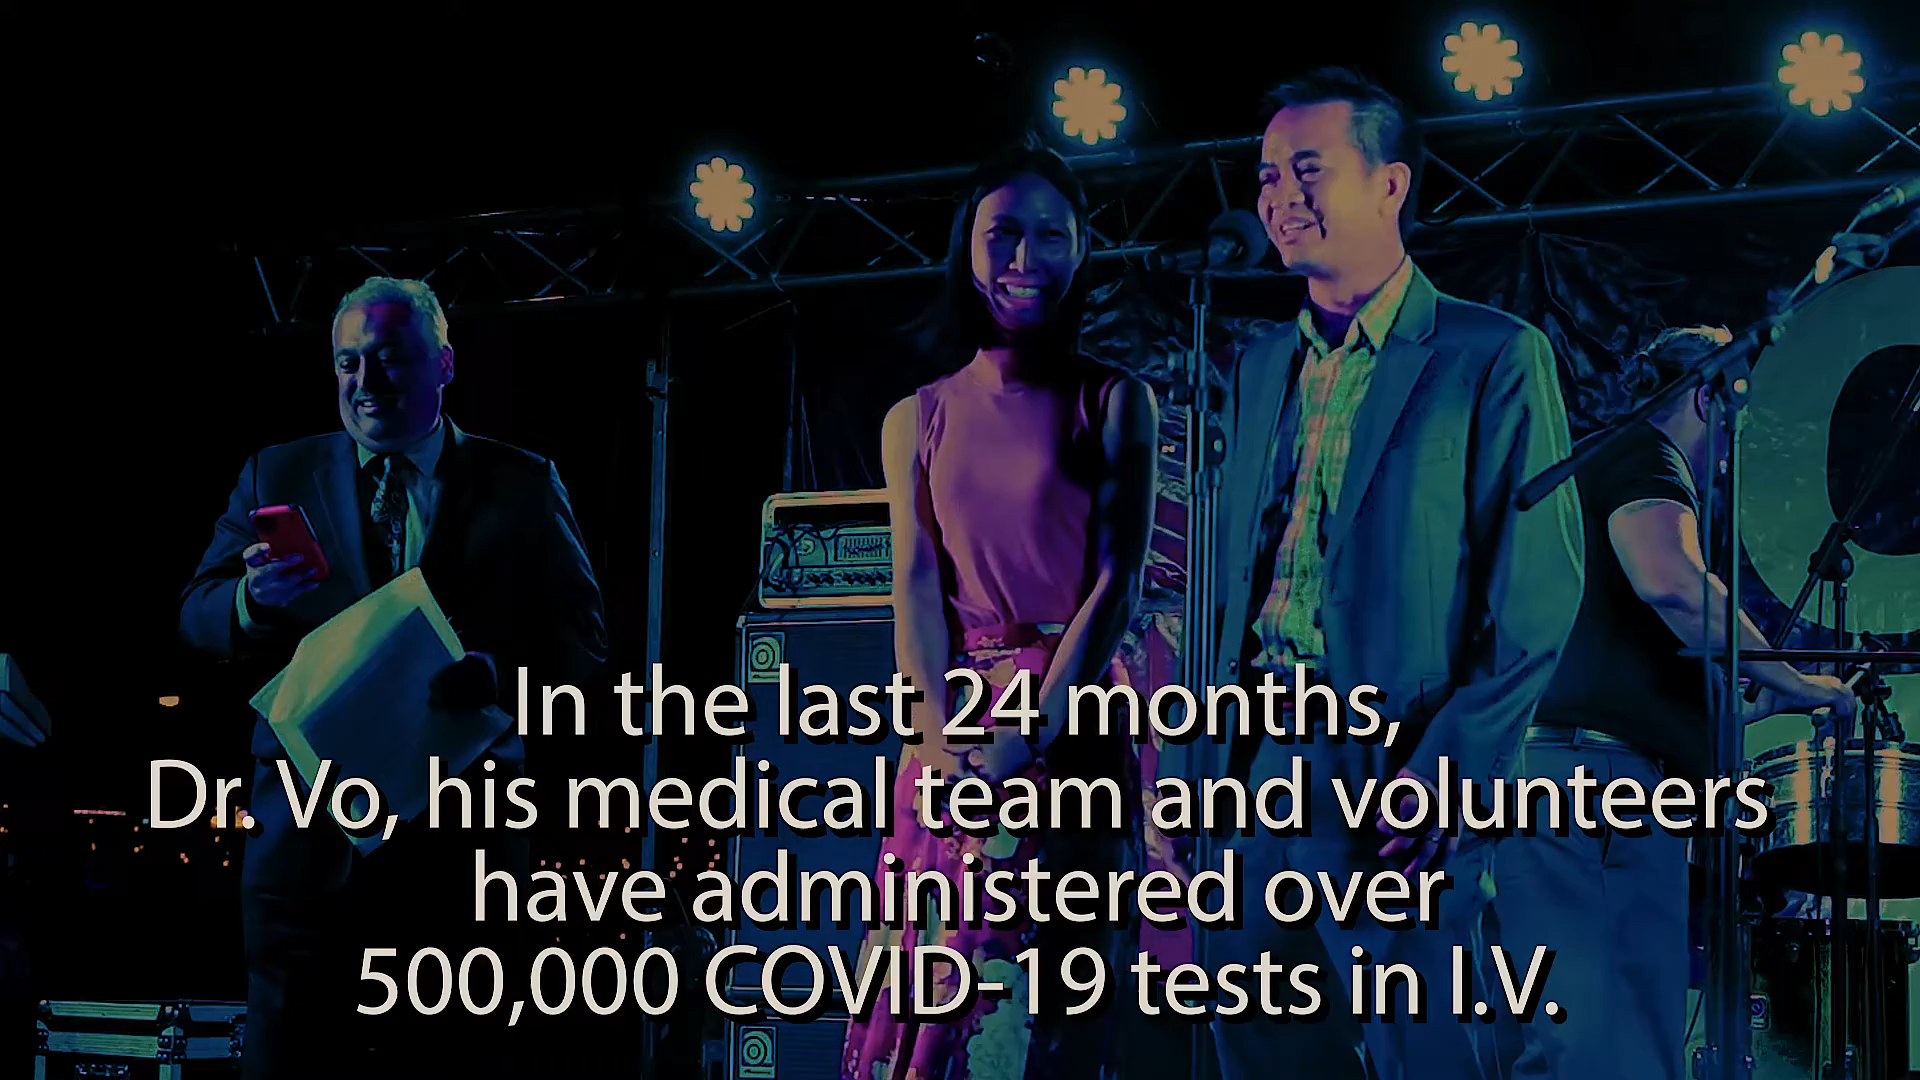 In the last 24 months,
Dr. Vo, his medical team and volunteers
have administered over
500,000 COVID-19 tests in I.V.